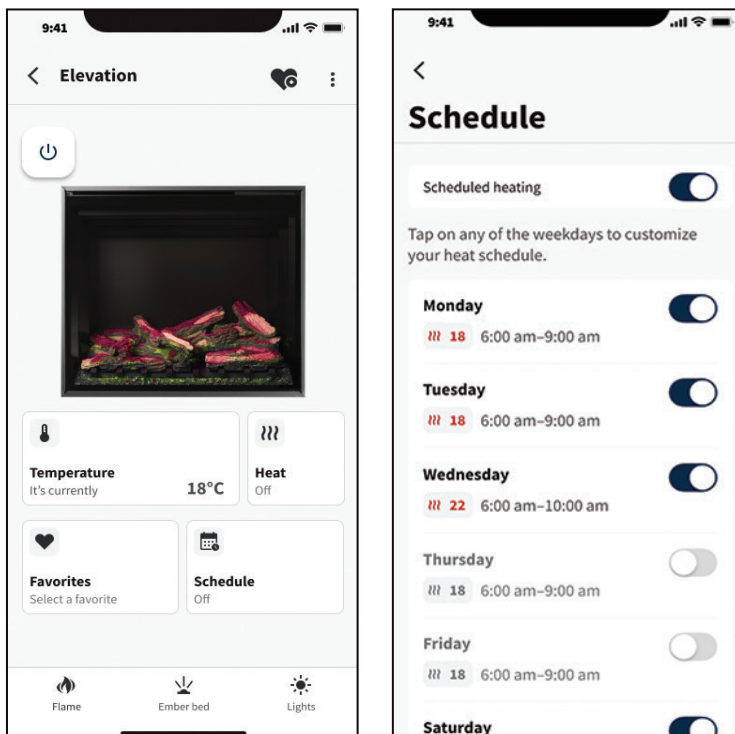 9:41
Elevation
Temperature
It's currently
18°C
Heat
Off
Favorites
Select a favorite
Schedule
Off
Flame
Ember bed
Lights
9:41
Schedule
Scheduled heating
Tap on any of the weekdays to customize
your heat schedule.
Monday
18 6:00 am–9:00 am
Tuesday
18 6:00 am–9:00 am
Wednesday
22 6:00 am–10:00 am
Thursday
18 6:00 am–9:00 am
Friday
18 6:00 am–9:00 am
Saturday